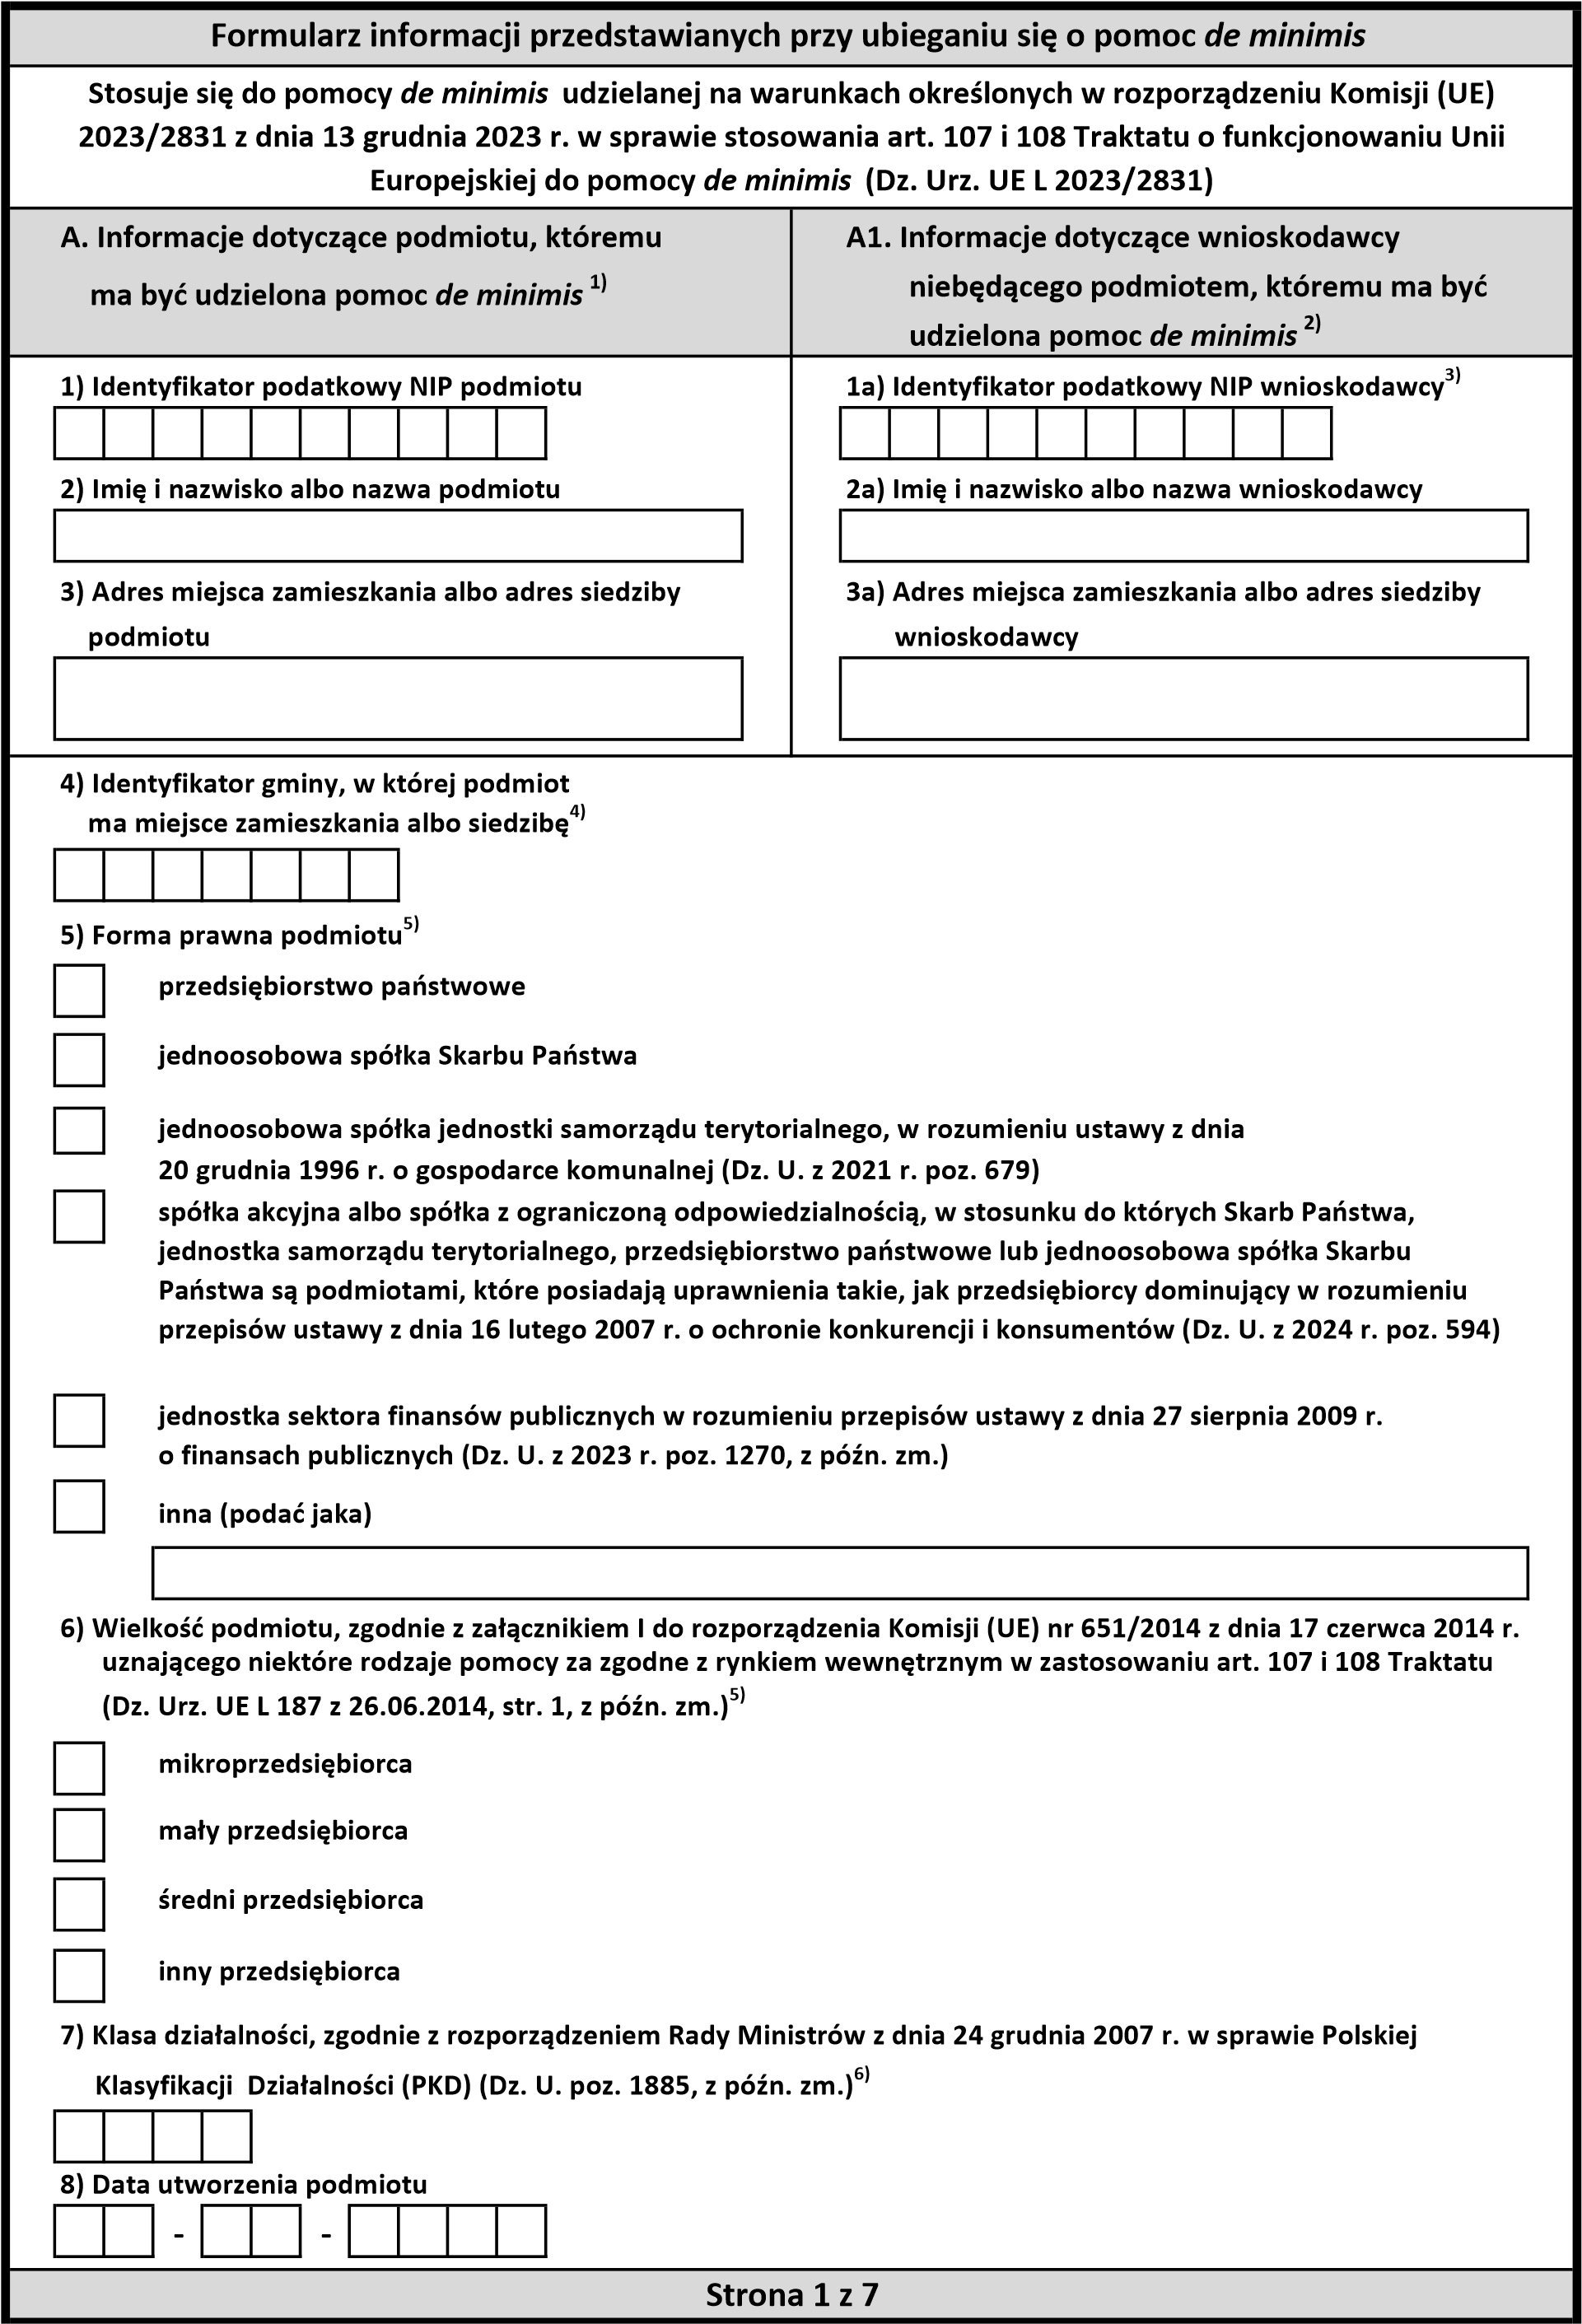 Formularz informacji przedstawianych przy ubieganiu się o pomoc de minimis
Stosuje się do pomocy de minimis udzielanej na warunkach określonych w rozporządzeniu Komisji (UE)
2023/2831 z dnia 13 grudnia 2023 r. w sprawie stosowania art. 107 i 108 Traktatu o funkcjonowaniu Unii
Europejskiej do pomocy de minimis (Dz. Urz. UE L 2023/2831)
A. Informacje dotyczące podmiotu, któremu
ma być udzielona pomoc de minimis 1)
1) Identyfikator podatkowy NIP podmiotu
2) Imię i nazwisko albo nazwa podmiotu
3) Adres miejsca zamieszkania albo adres siedziby
podmiotu
A1. Informacje dotyczące wnioskodawcy
niebędącego podmiotem, któremu ma być
udzielona pomoc de minimis 2)
1a) Identyfikator podatkowy NIP wnioskodawcy3)
2a) Imię i nazwisko albo nazwa wnioskodawcy
3a) Adres miejsca zamieszkania albo adres siedziby
wnioskodawcy
4) Identyfikator gminy, w której podmiot
ma miejsce zamieszkania albo siedzibę4)
5) Forma prawna podmiotu5)
przedsiębiorstwo państwowe
jednoosobowa spółka Skarbu Państwa
jednoosobowa spółka jednostki samorządu terytorialnego, w rozumieniu ustawy z dnia
20 grudnia 1996 r. o gospodarce komunalnej (Dz. U. z 2021 r. poz. 679)
spółka akcyjna albo spółka z ograniczoną odpowiedzialnością, w stosunku do których Skarb Państwa,
jednostka samorządu terytorialnego, przedsiębiorstwo państwowe lub jednoosobowa spółka Skarbu
Państwa są podmiotami, które posiadają uprawnienia takie, jak przedsiębiorcy dominujący w rozumieniu
przepisów ustawy z dnia 16 lutego 2007 r. o ochronie konkurencji i konsumentów (Dz. U. z 2024 r. poz. 594)
jednostka sektora finansów publicznych w rozumieniu przepisów ustawy z dnia 27 sierpnia 2009 r.
o finansach publicznych (Dz. U. z 2023 r. poz. 1270, z późn. zm.)
inna (podać jaka)
6) Wielkość podmiotu, zgodnie z załącznikiem I do rozporządzenia Komisji (UE) nr 651/2014 z dnia 17 czerwca 2014 r.
uznającego niektóre rodzaje pomocy za zgodne z rynkiem wewnętrznym w zastosowaniu art. 107 i 108 Traktatu
(Dz. Urz. UE L 187 z 26.06.2014, str. 1, z późn. zm.)5)
mikroprzedsiębiorca
mały przedsiębiorca
średni przedsiębiorca
inny przedsiębiorca
7) Klasa działalności, zgodnie z rozporządzeniem Rady Ministrów z dnia 24 grudnia 2007 r. w sprawie Polskiej
Klasyfikacji Działalności (PKD) (Dz. U. poz. 1885, z późn. zm.)6)
8) Data utworzenia podmiotu
- -
Strona 1 z 7